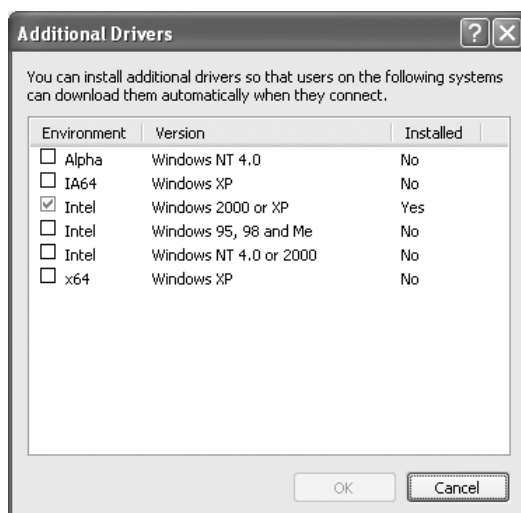 Additional Drivers
You can install additional drivers so that users on the following systems
can download them automatically when they connect.
Environment Version Installed
Alpha Windows NT 4.0 No
IA64 Windows XP No
Intel Windows 2000 or XP Yes
Intel Windows 95, 98 and Me No
Intel Windows NT 4.0 or 2000 No
x64 Windows XP No
OK Cancel